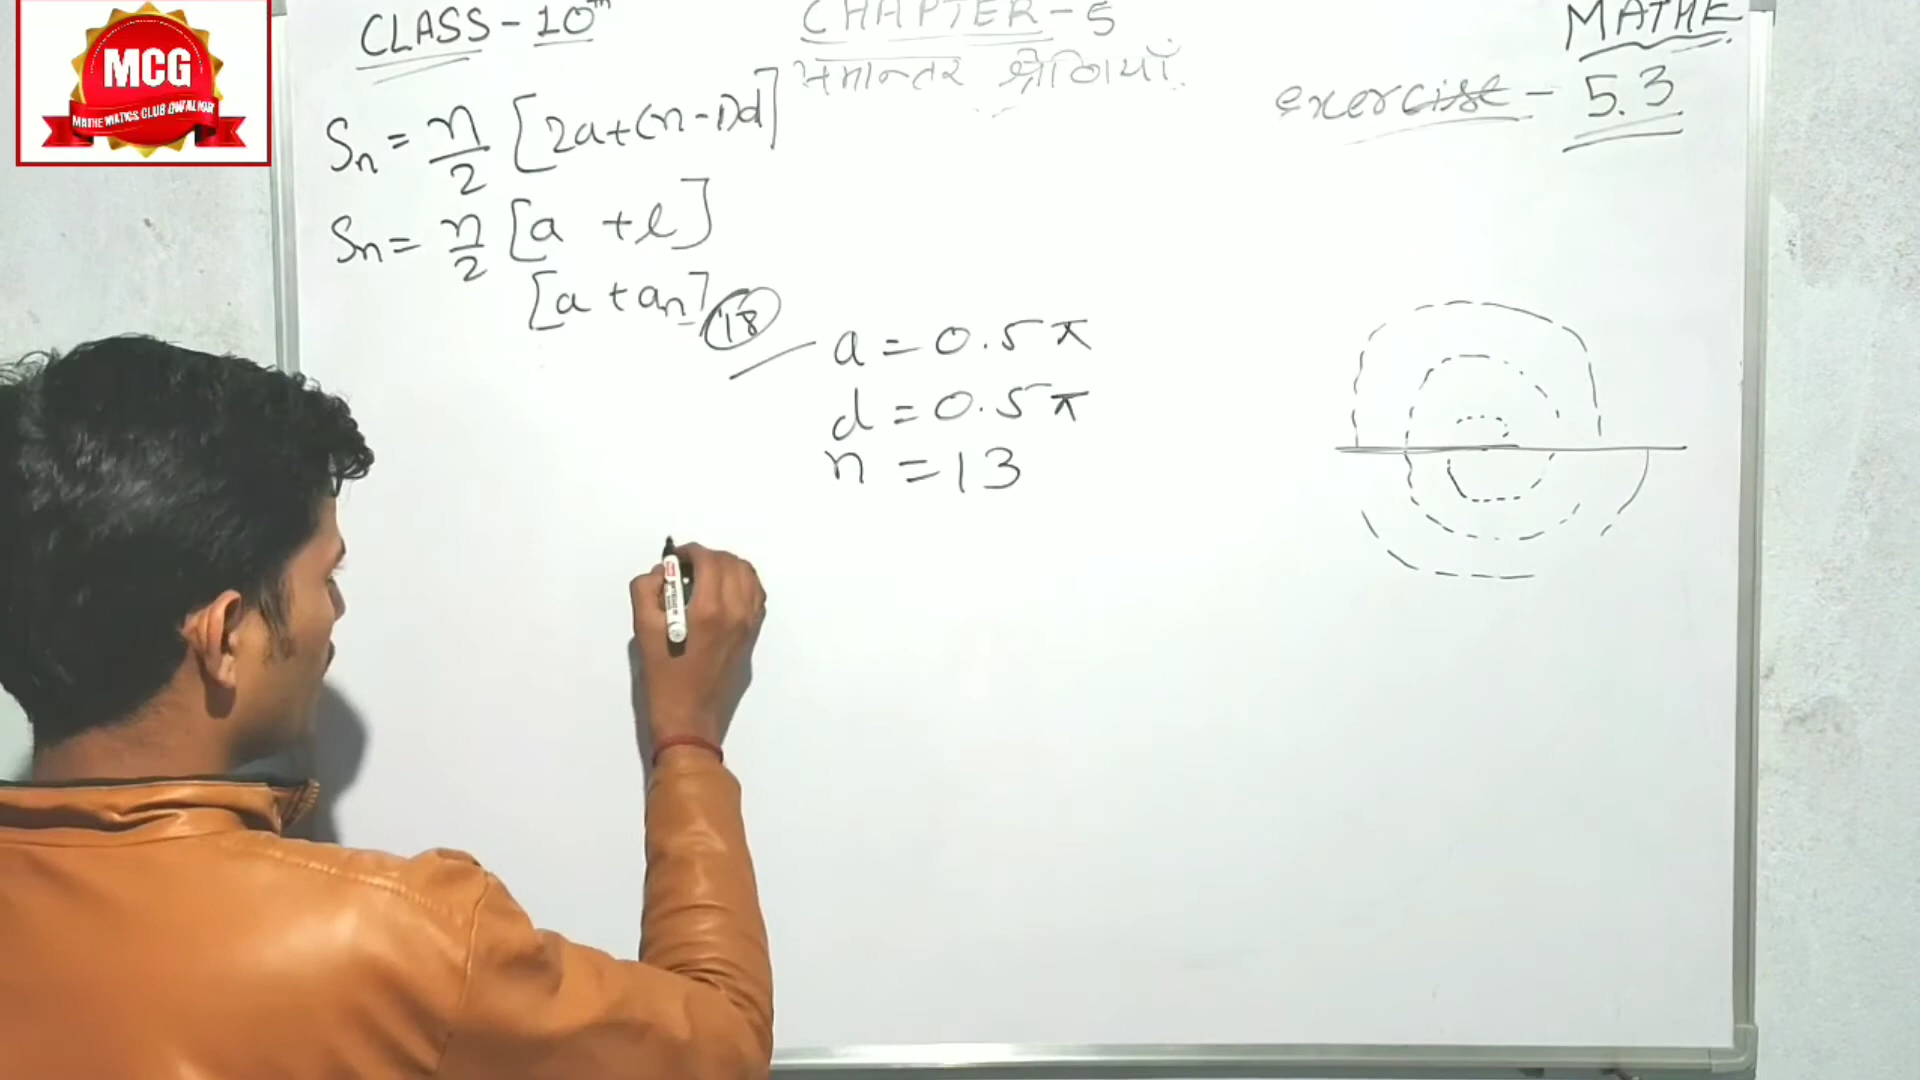 MCG
MATHEMATICS CLUB GWALIOR
CLASS - 10th
CHAPTER - 5
समान्तर श्रेणियाँ
MATHE
exercise - 5.3
Sn = n/2 [2a+(n-1)d]
Sn = n/2 [a + l]
[a + an]
18
a = 0.5π
d = 0.5π
n = 13